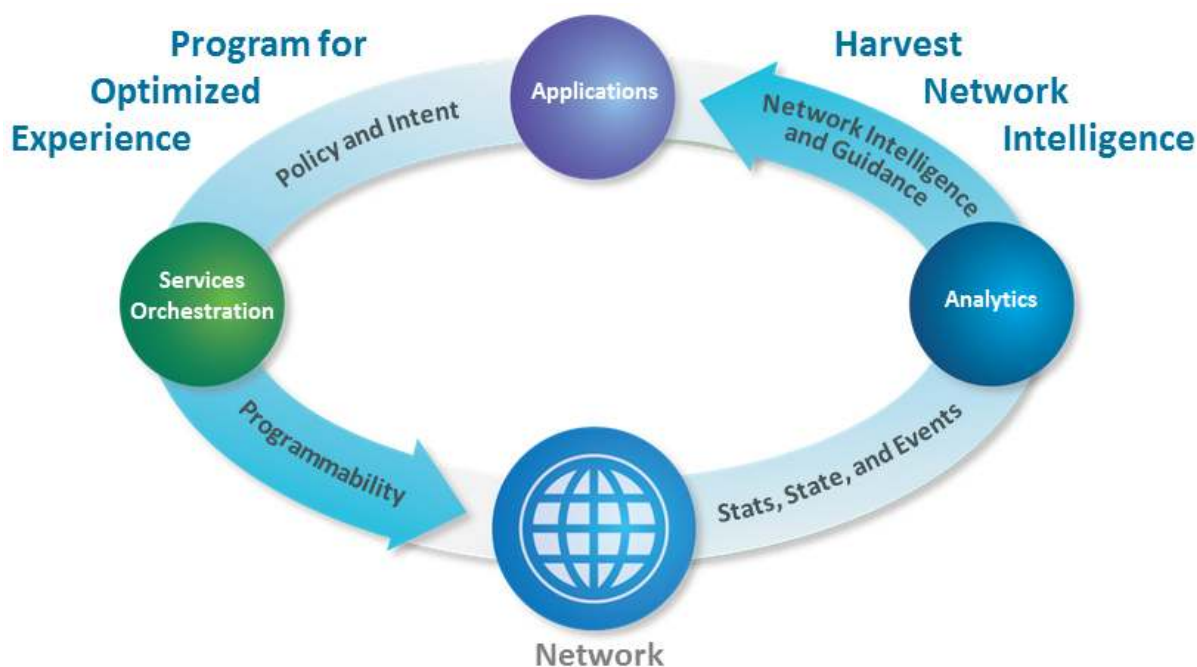 Program for
Optimized
Experience
Harvest
Network
Intelligence
Applications
Policy and Intent
Network Intelligence
and Guidance
Services
Orchestration
Analytics
Programmability
Stats, State, and Events
Network